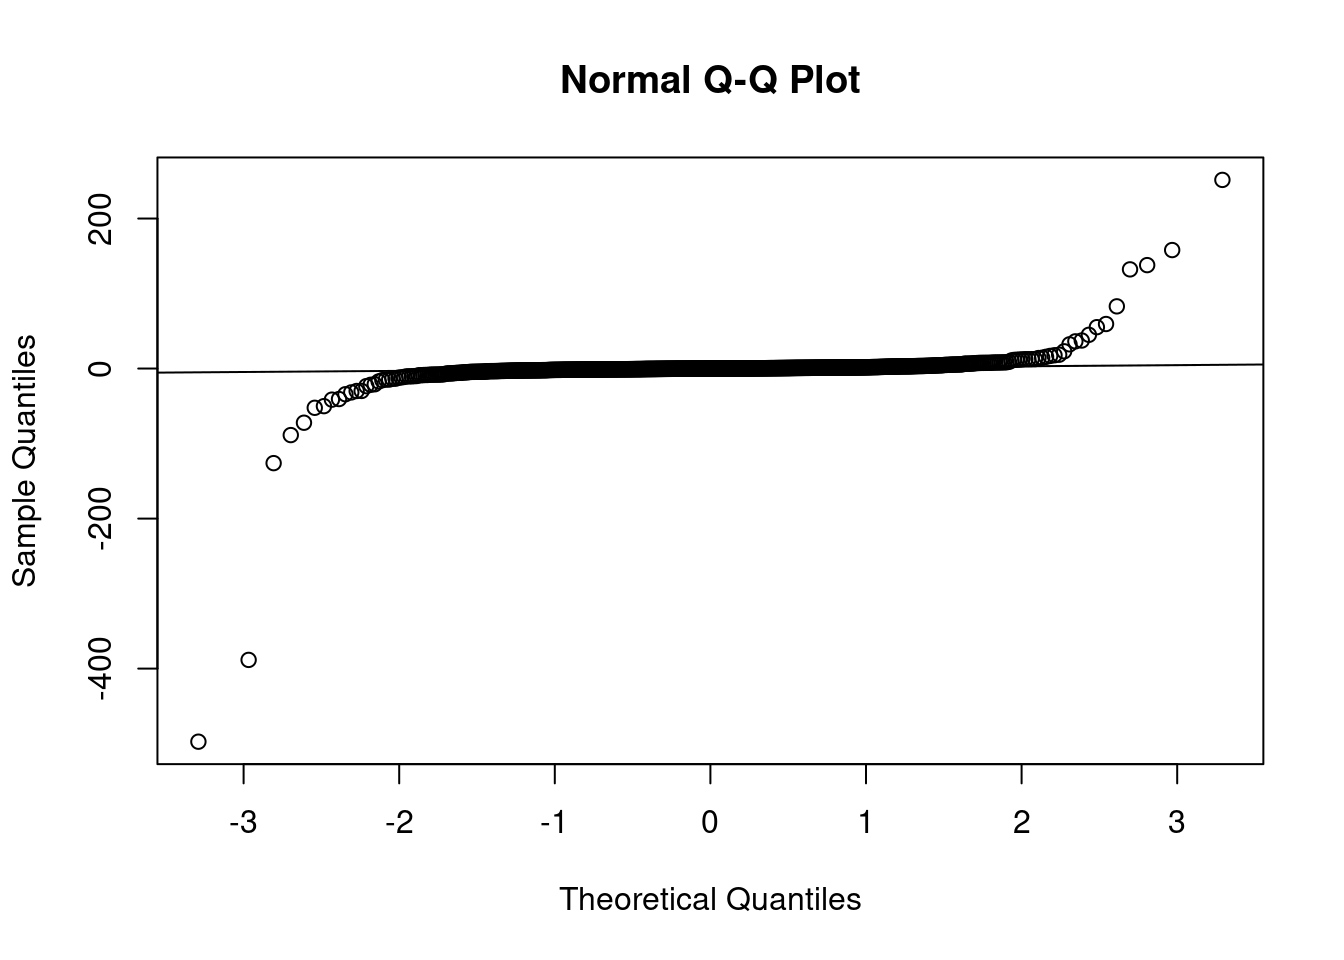 Normal Q-Q Plot
Sample Quantiles
200
0
-200
-400
-3 -2 -1 0 1 2 3
Theoretical Quantiles